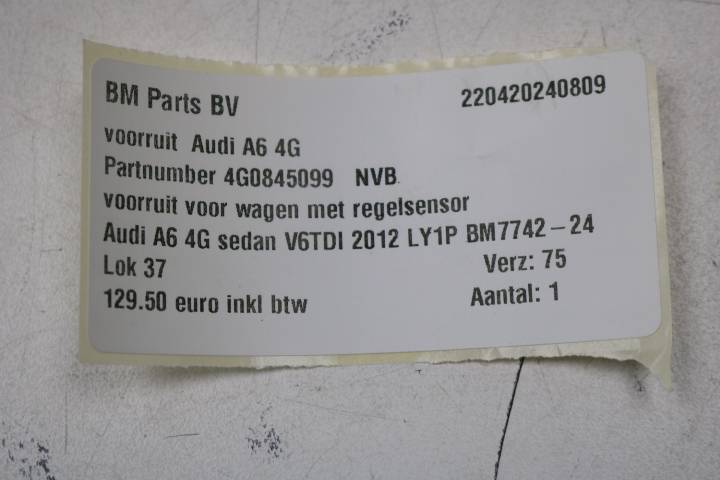 BM Parts BV 220420240809
voorruit Audi A6 4G
Partnumber 4G0845099 NVB
voorruit voor wagen met regelsensor
Audi A6 4G sedan V6TDI 2012 LY1P BM7742-24
Lok 37 Verz: 75
129.50 euro inkl btw Aantal: 1